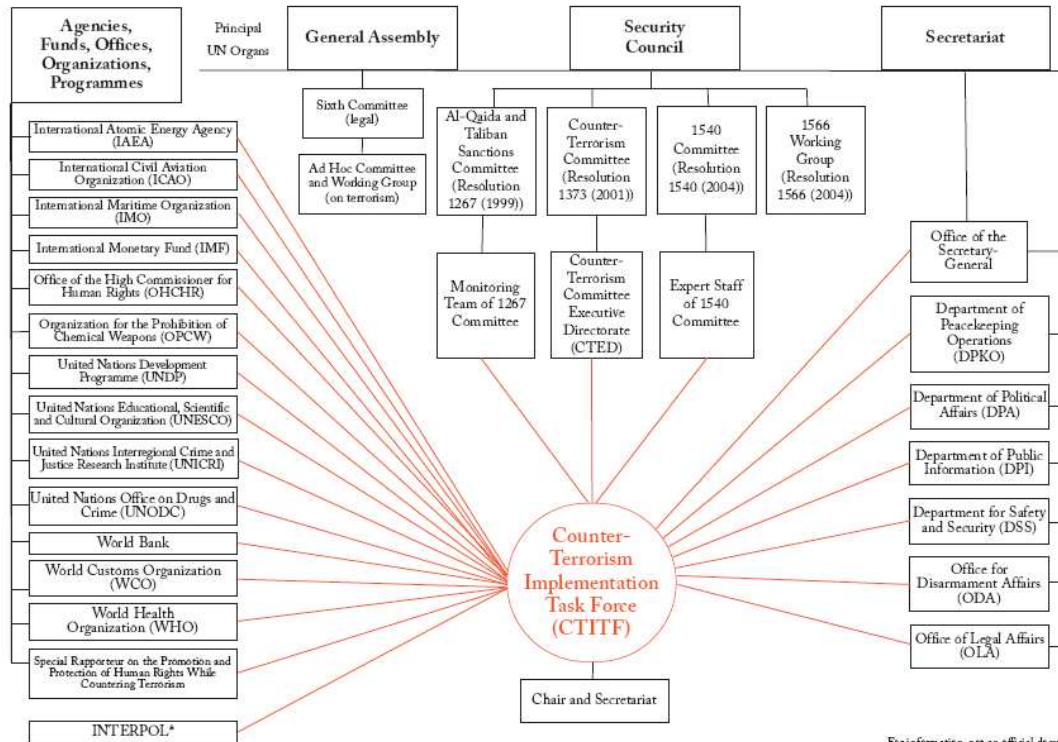 Agencies,
Funds, Offices,
Organizations,
Programmes
Principal
UN Organs
General Assembly
Security
Council
Secretariat
International Atomic Energy Agency
(IAEA)
International Civil Aviation
Organization (ICAO)
International Maritime Organization
(IMO)
International Monetary Fund (IMF)
Office of the High Commissioner for
Human Rights (OHCHR)
Organization for the Prohibition of
Chemical Weapons (OPCW)
United Nations Development
Programme (UNDP)
United Nations Educational, Scientific
and Cultural Organization (UNESCO)
United Nations Interregional Crime and
Justice Research Institute (UNICRI)
United Nations Office on Drugs and
Crime (UNODC)
World Bank
World Customs Organization
(WCO)
World Health
Organization (WHO)
Special Rapporteur on the Promotion and
Protection of Human Rights While
Countering Terrorism
INTERPOL*
Sixth Committee
(legal)
Ad Hoc Committee
and Working Group
(on terrorism)
Al-Qaida and
Taliban
Sanctions
Committee
(Resolution
1267 (1999))
Counter-
Terrorism
Committee
(Resolution
1373 (2001))
1540
Committee
(Resolution
1540 (2004))
1566
Working
Group
(Resolution
1566 (2004))
Monitoring
Team of 1267
Committee
Counter-
Terrorism
Committee
Executive
Directorate
(CTED)
Expert Staff
of 1540
Committee
Office of the
Secretary-
General
Department of
Peacekeeping
Operations
(DPKO)
Department of Political
Affairs (DPA)
Department of Public
Information (DPI)
Department for Safety
and Security (DSS)
Office for
Disarmament Affairs
(ODA)
Office of Legal Affairs
(OLA)
Counter-
Terrorism
Implementation
Task Force
(CTITF)
Chair and Secretariat